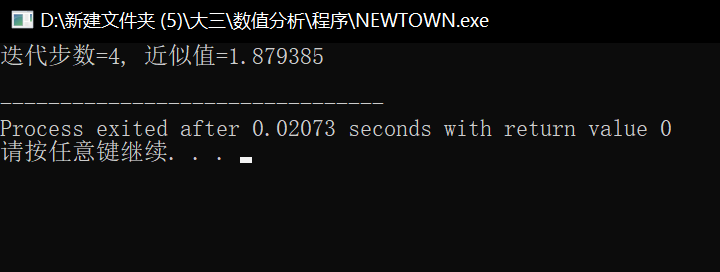 D:\新建文件夹 (5)\大三\数值分析\程序\NEWTOWN.exe
迭代步数=4, 近似值=1.879385
--------------------------------
Process exited after 0.02073 seconds with return value 0
请按任意键继续. . .